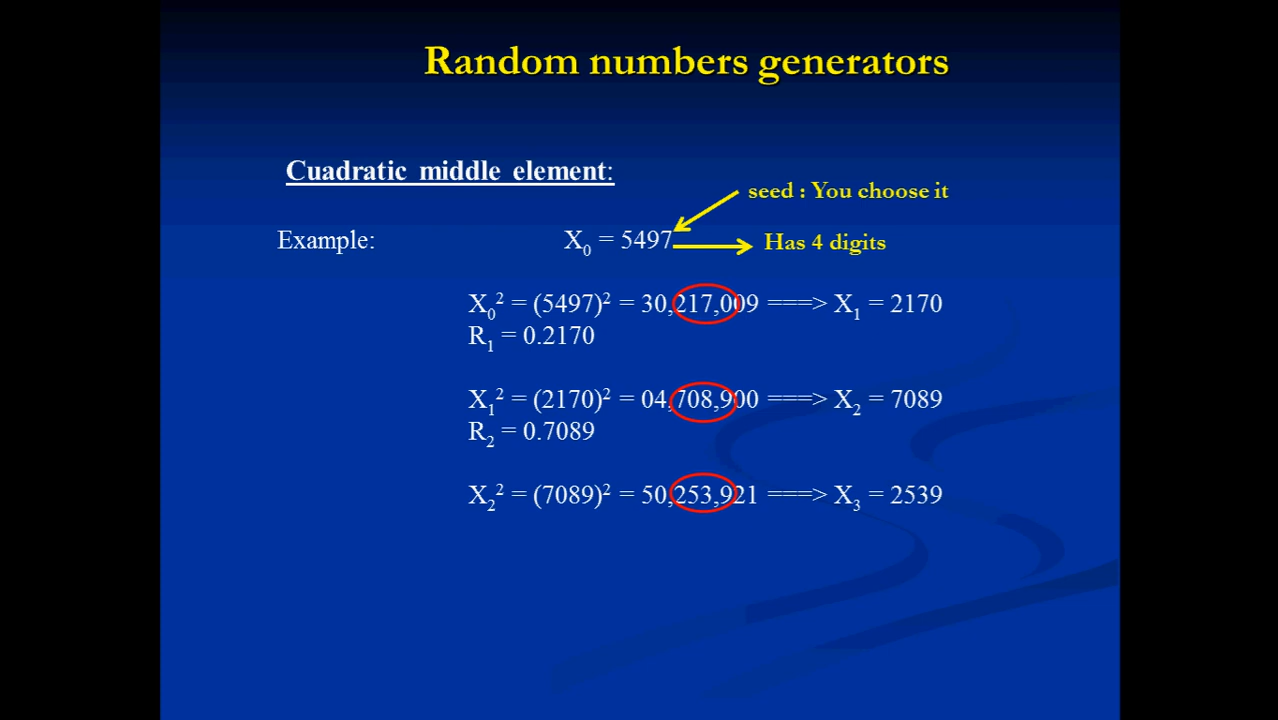 Random numbers generators
Cuadratic middle element:
seed : You choose it
Example: X₀ = 5497 Has 4 digits
X₀² = (5497)² = 30,217,009 ===> X₁ = 2170
R₁ = 0.2170
X₁² = (2170)² = 04,708,900 ===> X₂ = 7089
R₂ = 0.7089
X₂² = (7089)² = 50,253,921 ===> X₃ = 2539